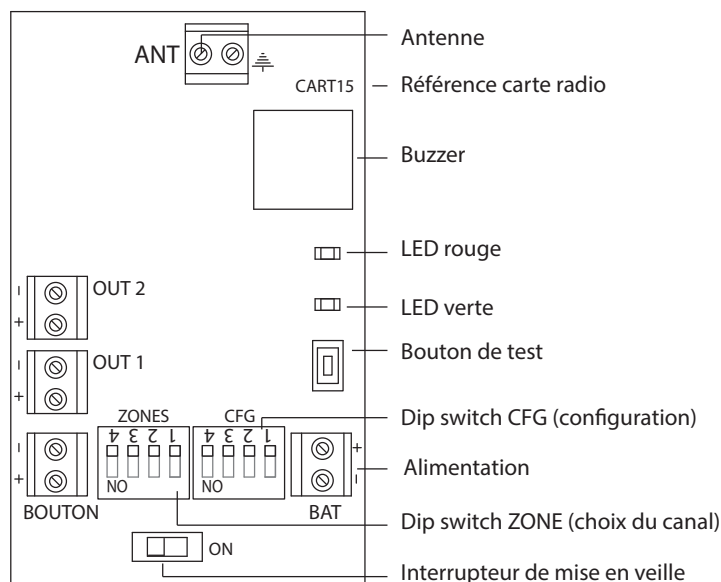 ANT
Antenne
CART15
Référence carte radio
Buzzer
LED rouge
- OUT 2
+
LED verte
- OUT 1
+
Bouton de test
ZONES CFG
4 3 2 1 4 3 2 1
Dip switch CFG (configuration)
- +
+ -
Alimentation
NO NO
BOUTON BAT
Dip switch ZONE (choix du canal)
ON
Interrupteur de mise en veille